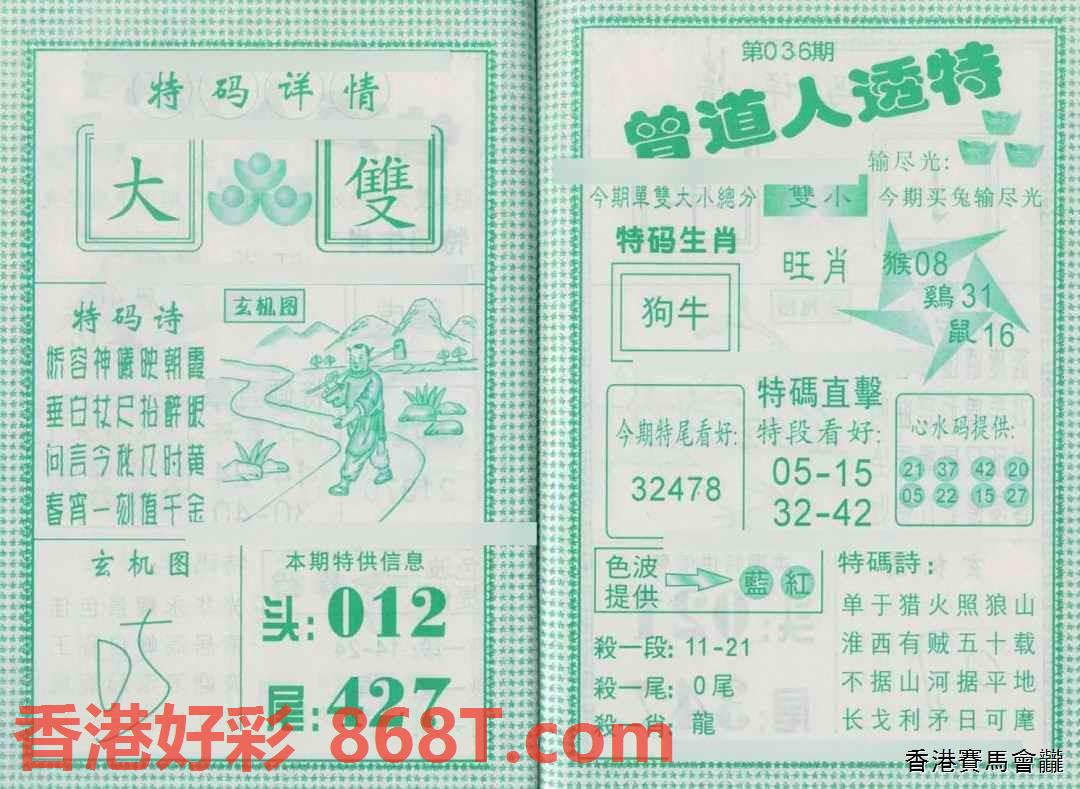 特码详情
大
雙
特码诗
娇容神曦映朝霞
垂白杖尺抬醉眼
问言今秋几时黄
春宵一刻值千金
玄机图
玄机图
本期特供信息
头:012
尾:427
第036期
曾道人透特
输尽光:
今期單雙大小總分
雙小
今期买兔输尽光
特码生肖
狗牛
旺肖
猴08
鷄31
鼠16
今期特尾看好:
32478
特碼直擊
特段看好:
05-15
32-42
心水码提供:
21 37 42 20
05 22 15 27
色波
提供
藍 紅
殺一段: 11-21
殺一尾: 0尾
殺一肖: 龍
特碼詩:
单于猎火照狼山
淮西有贼五十载
不据山河据平地
长戈利矛日可麾
香港好彩 868T.com
香港賽馬會